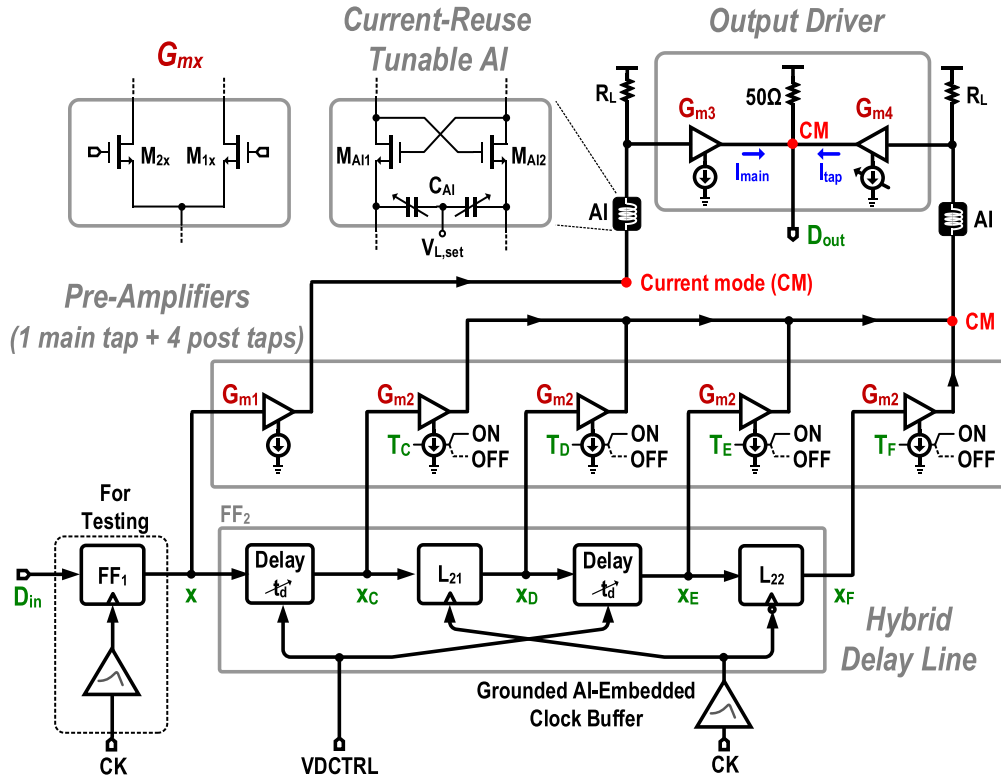 Current-Reuse
Tunable AI
Output Driver
Gmx
M2x
M1x
MAI1
MAI2
CAI
VL,set
RL
Gm3
50Ω
Gm4
RL
CM
Imain
Itap
AI
AI
Dout
Pre-Amplifiers
(1 main tap + 4 post taps)
Current mode (CM)
CM
Gm1
Gm2
Gm2
Gm2
Gm2
TC
ON
OFF
TD
ON
OFF
TE
ON
OFF
TF
ON
OFF
For
Testing
FF2
Din
FF1
x
Delay
td
xC
L21
xD
Delay
td
xE
L22
xF
Hybrid
Delay Line
Grounded AI-Embedded
Clock Buffer
CK
VDCTRL
CK